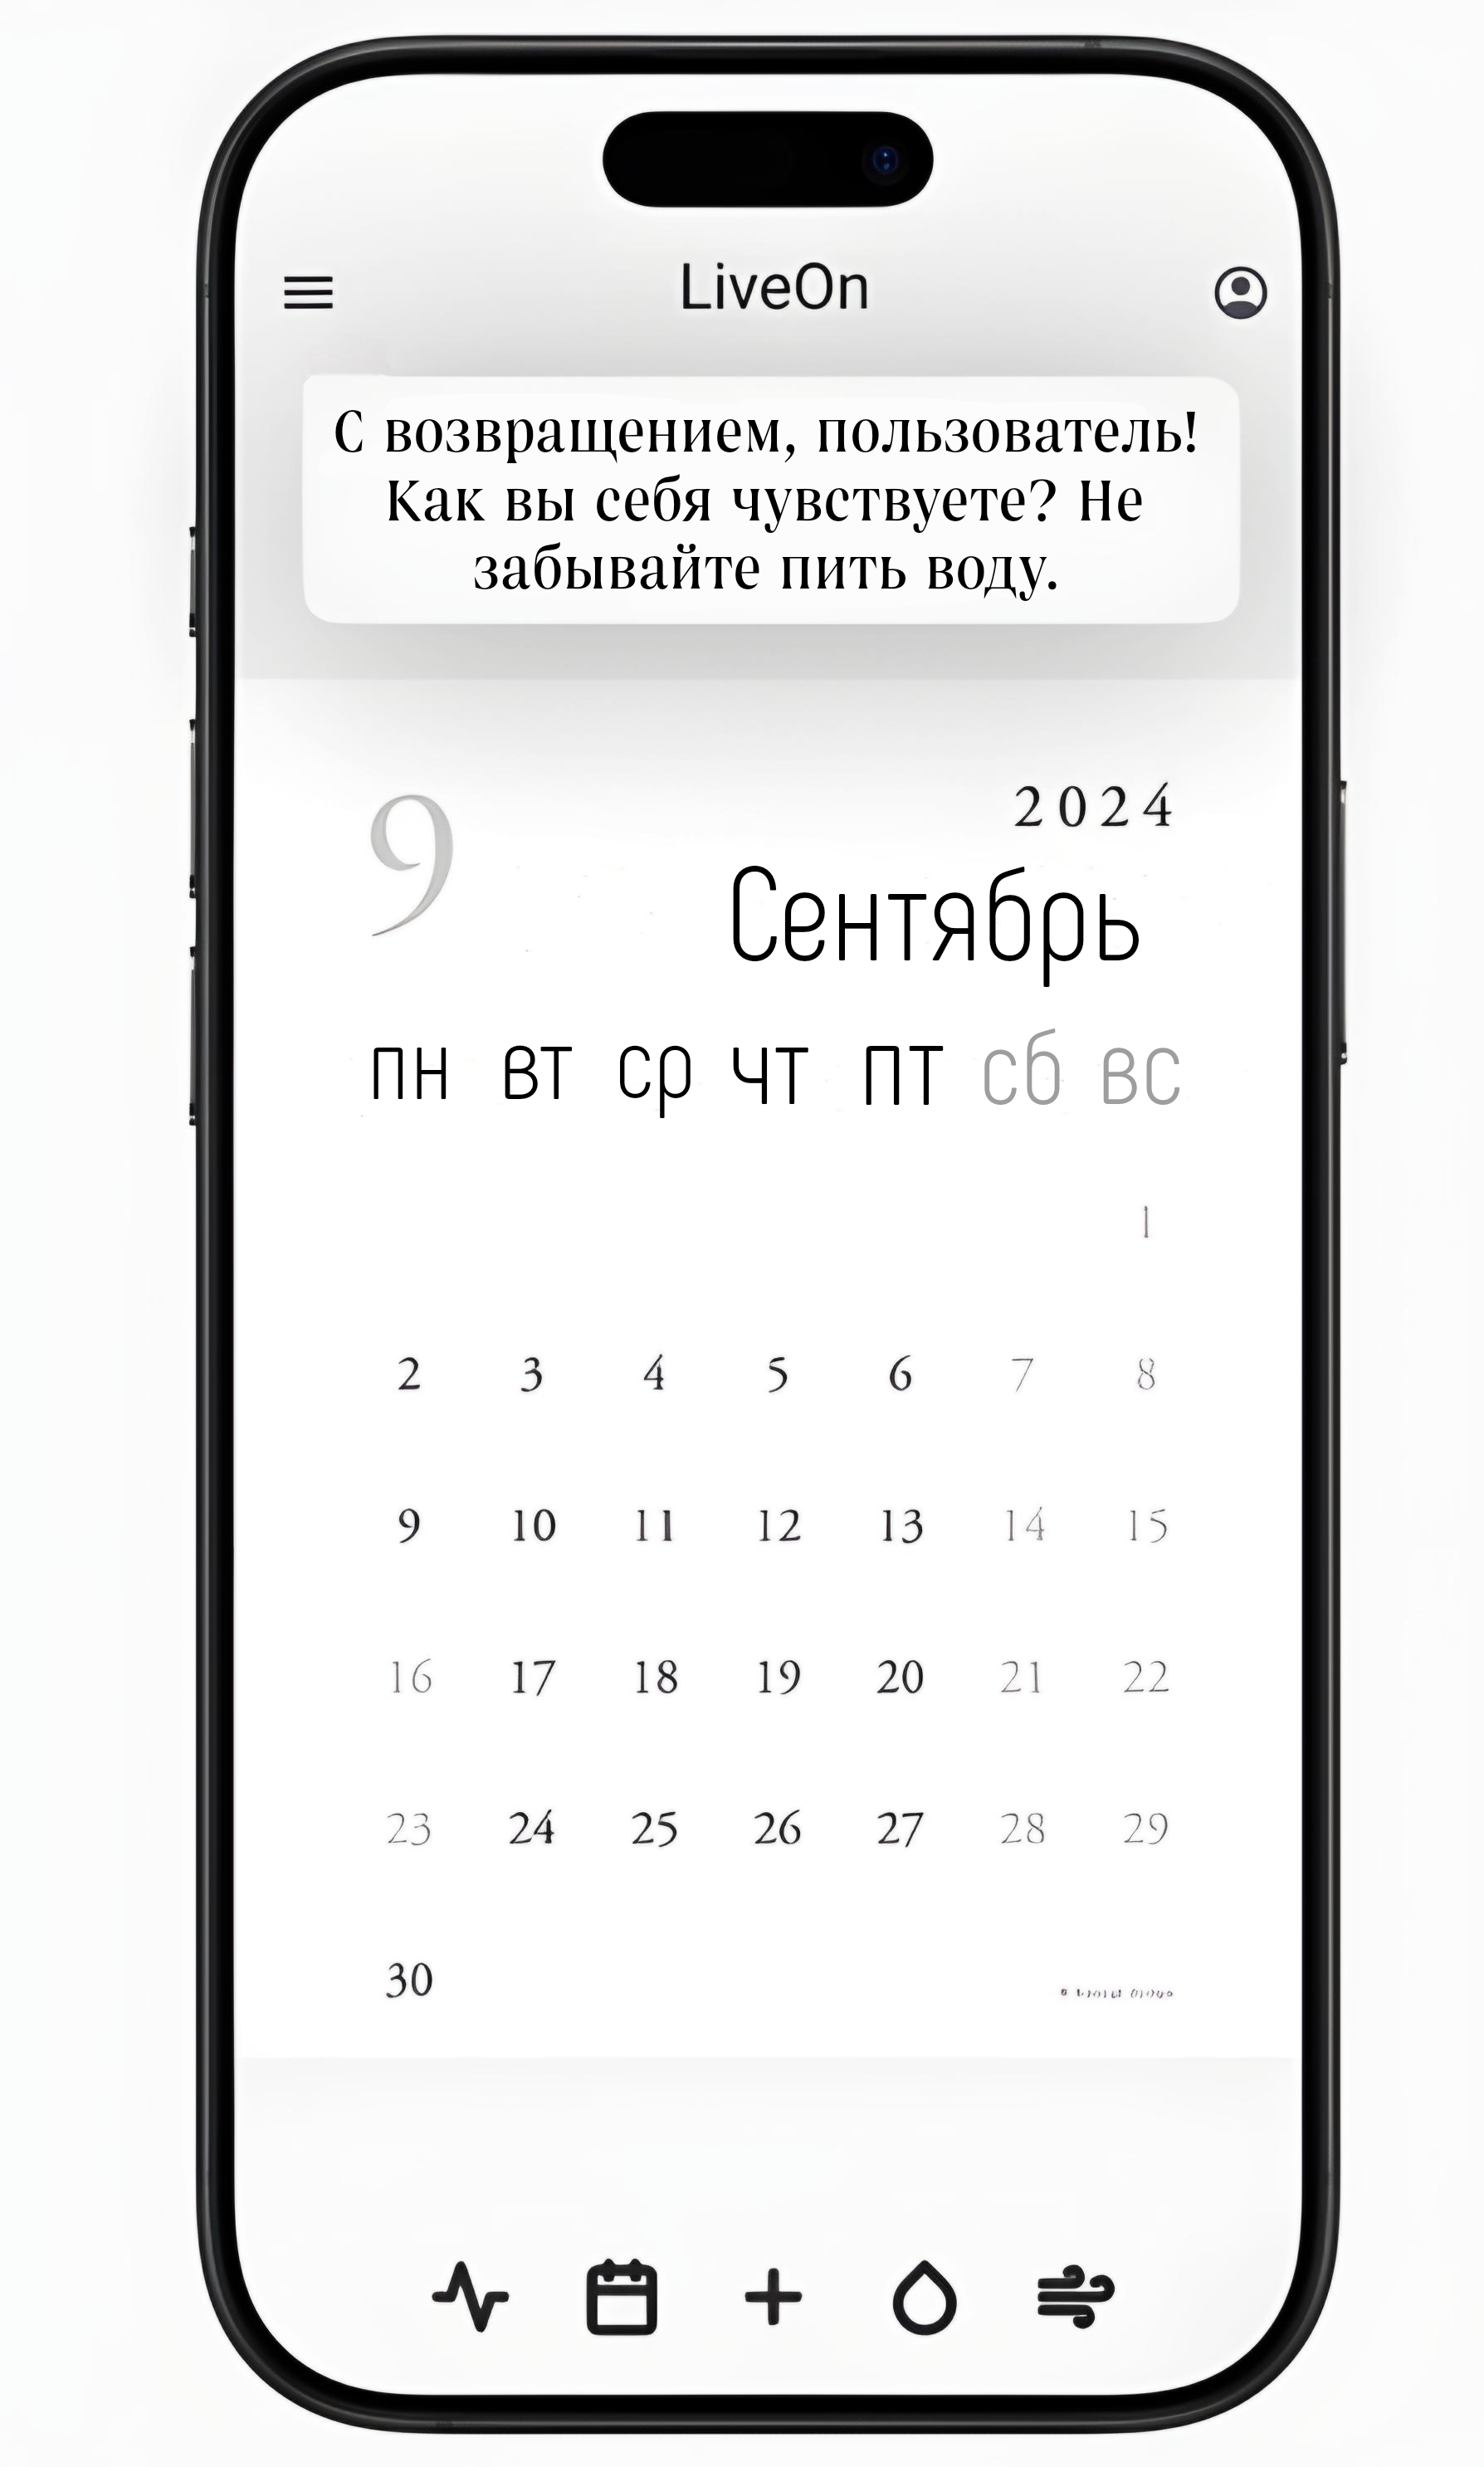 LiveOn
С возвращением, пользователь!
Как вы себя чувствуете? Не
забывайте пить воду.
9
2024
Сентябрь
пн вт ср чт пт сб вс
1
2 3 4 5 6 7 8
9 10 11 12 13 14 15
16 17 18 19 20 21 22
23 24 25 26 27 28 29
30